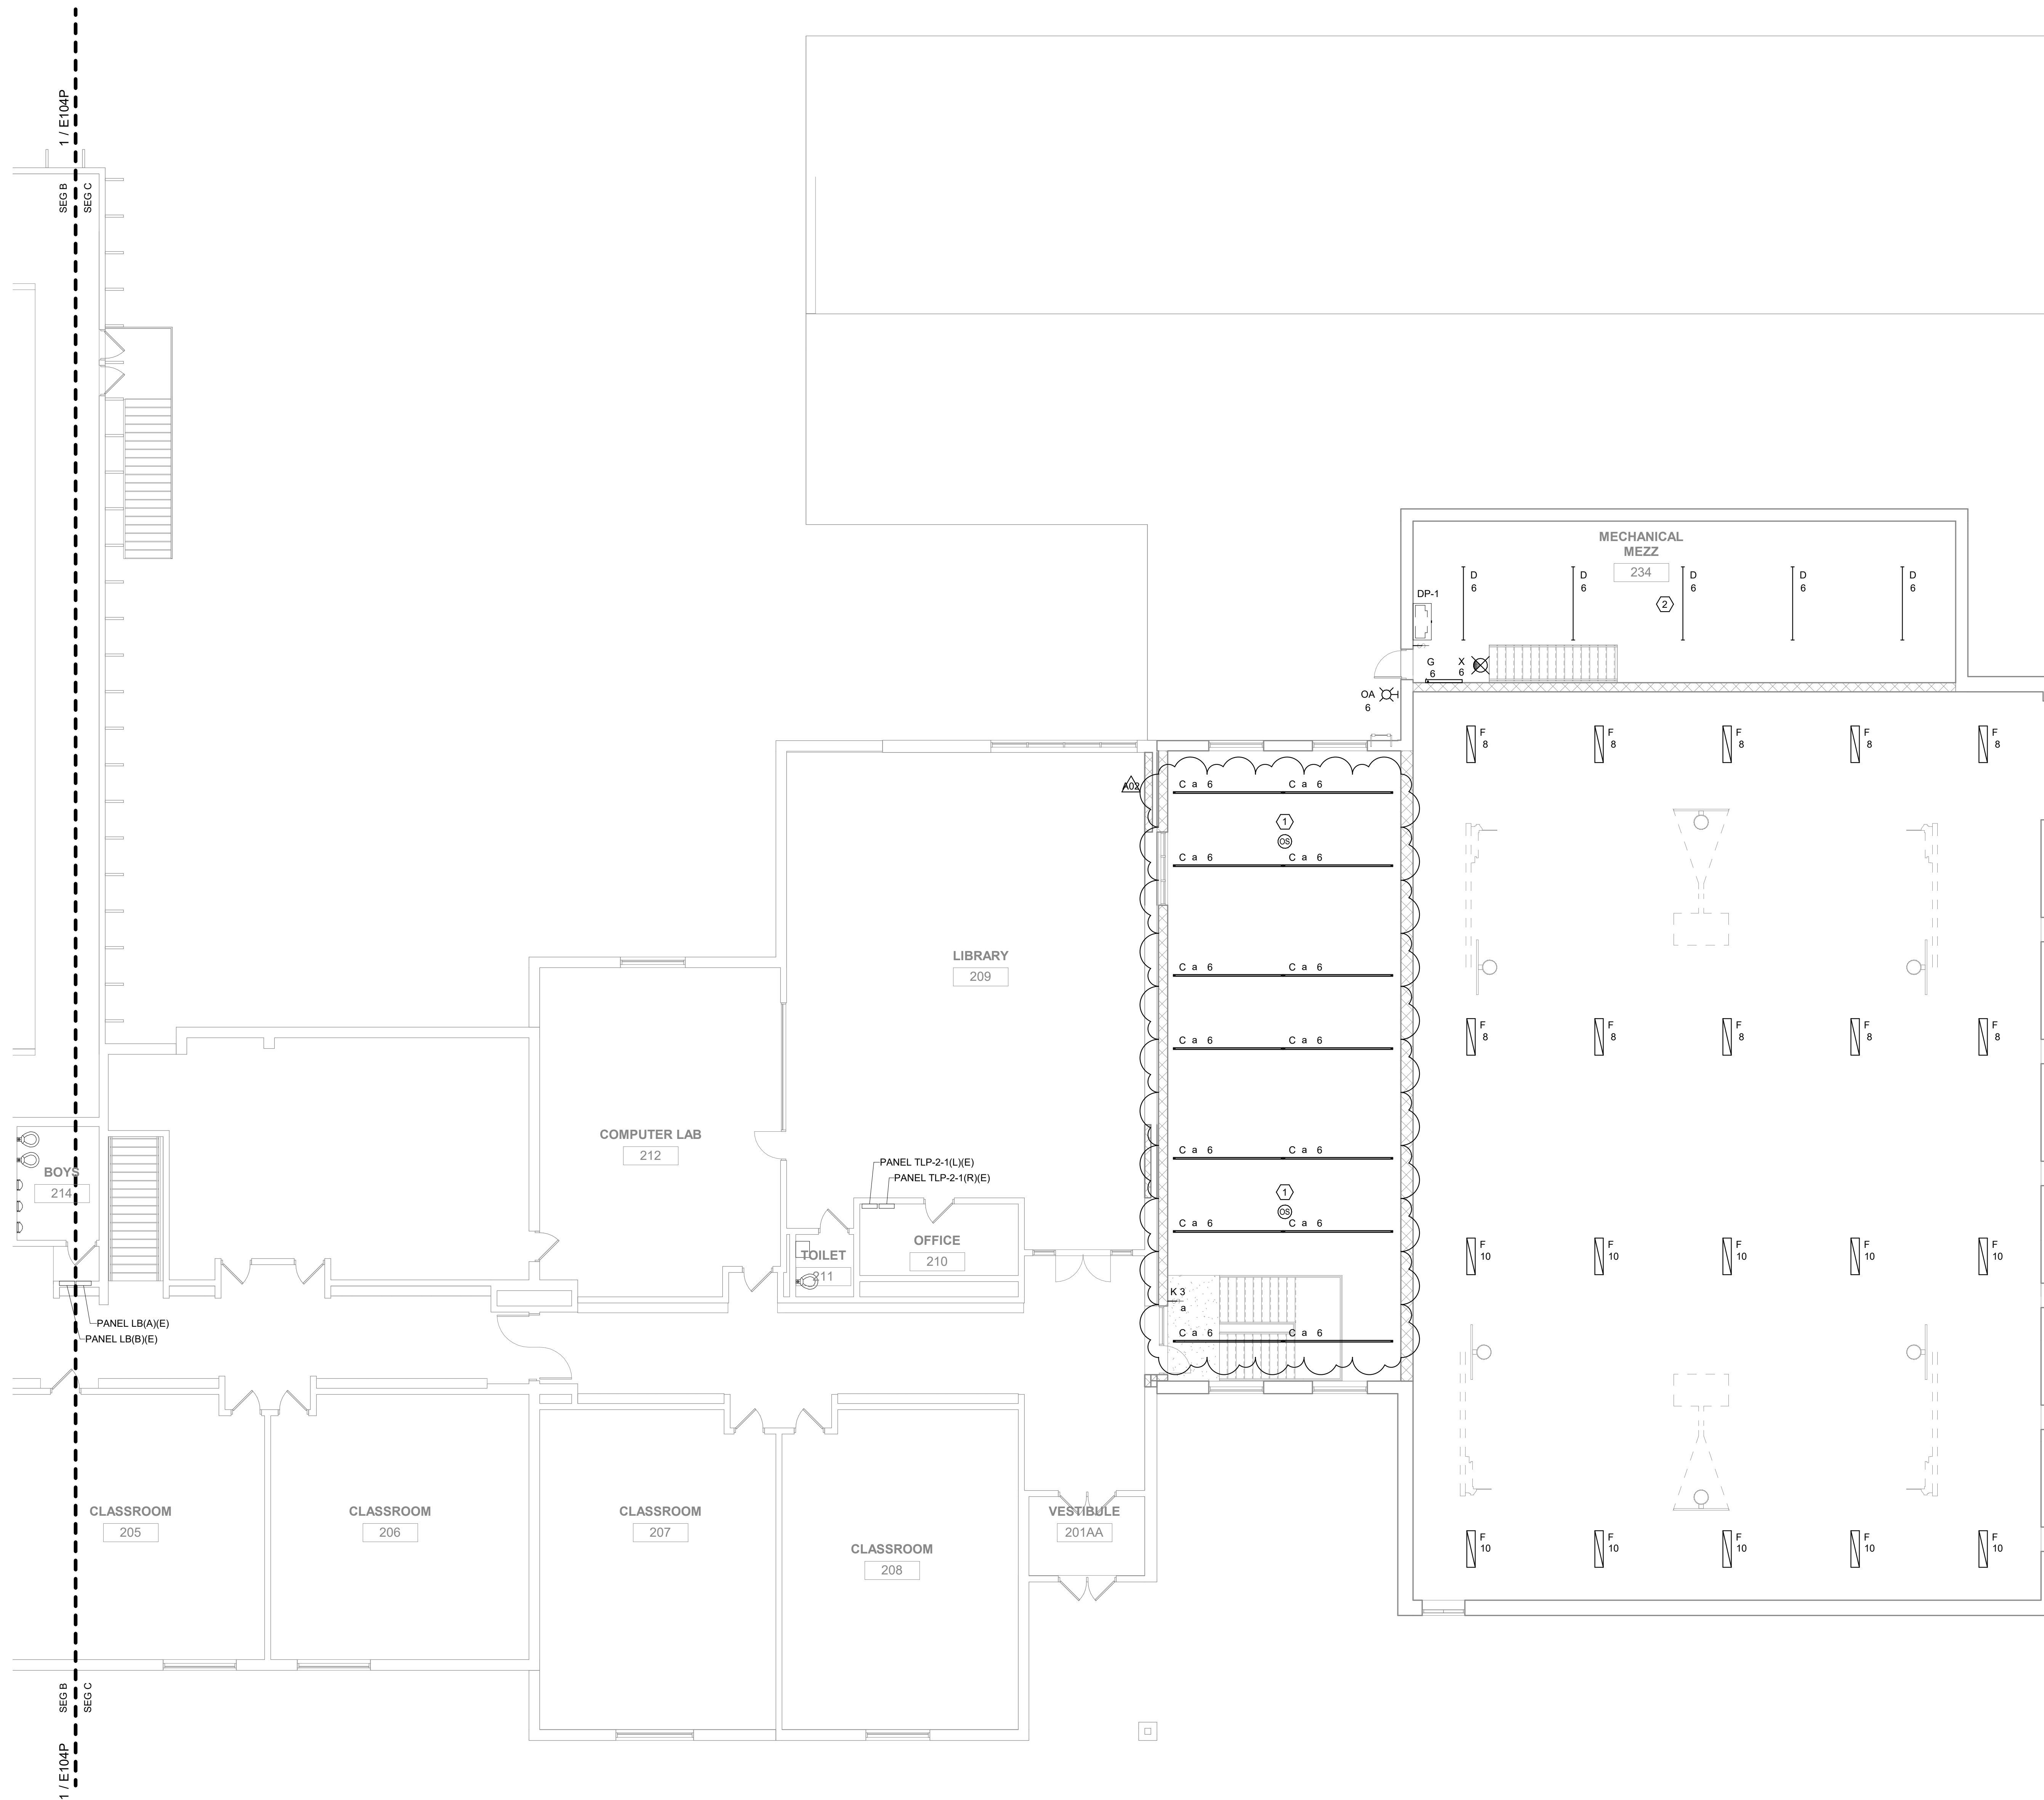 1 / E104P
SEG B
SEG C
MECHANICAL
MEZZ
234
D
6
D
6
D
6
D
6
D
6
2
DP-1
G
6
X
6
OA
6
F
8
F
8
F
8
F
8
F
8
A02
C a 6
C a 6
1
OS
C a 6
C a 6
LIBRARY
209
C a 6
C a 6
F
8
F
8
F
8
F
8
F
8
C a 6
C a 6
COMPUTER LAB
212
C a 6
C a 6
PANEL TLP-2-1(L)(E)
PANEL TLP-2-1(R)(E)
BOYS
214
1
OS
C a 6
C a 6
OFFICE
210
TOILET
211
F
10
F
10
F
10
F
10
F
10
K 3
a
PANEL LB(A)(E)
PANEL LB(B)(E)
C a 6
C a 6
CLASSROOM
205
CLASSROOM
206
CLASSROOM
207
CLASSROOM
208
VESTIBULE
201AA
F
10
F
10
F
10
F
10
F
10
SEG B
SEG C
1 / E104P